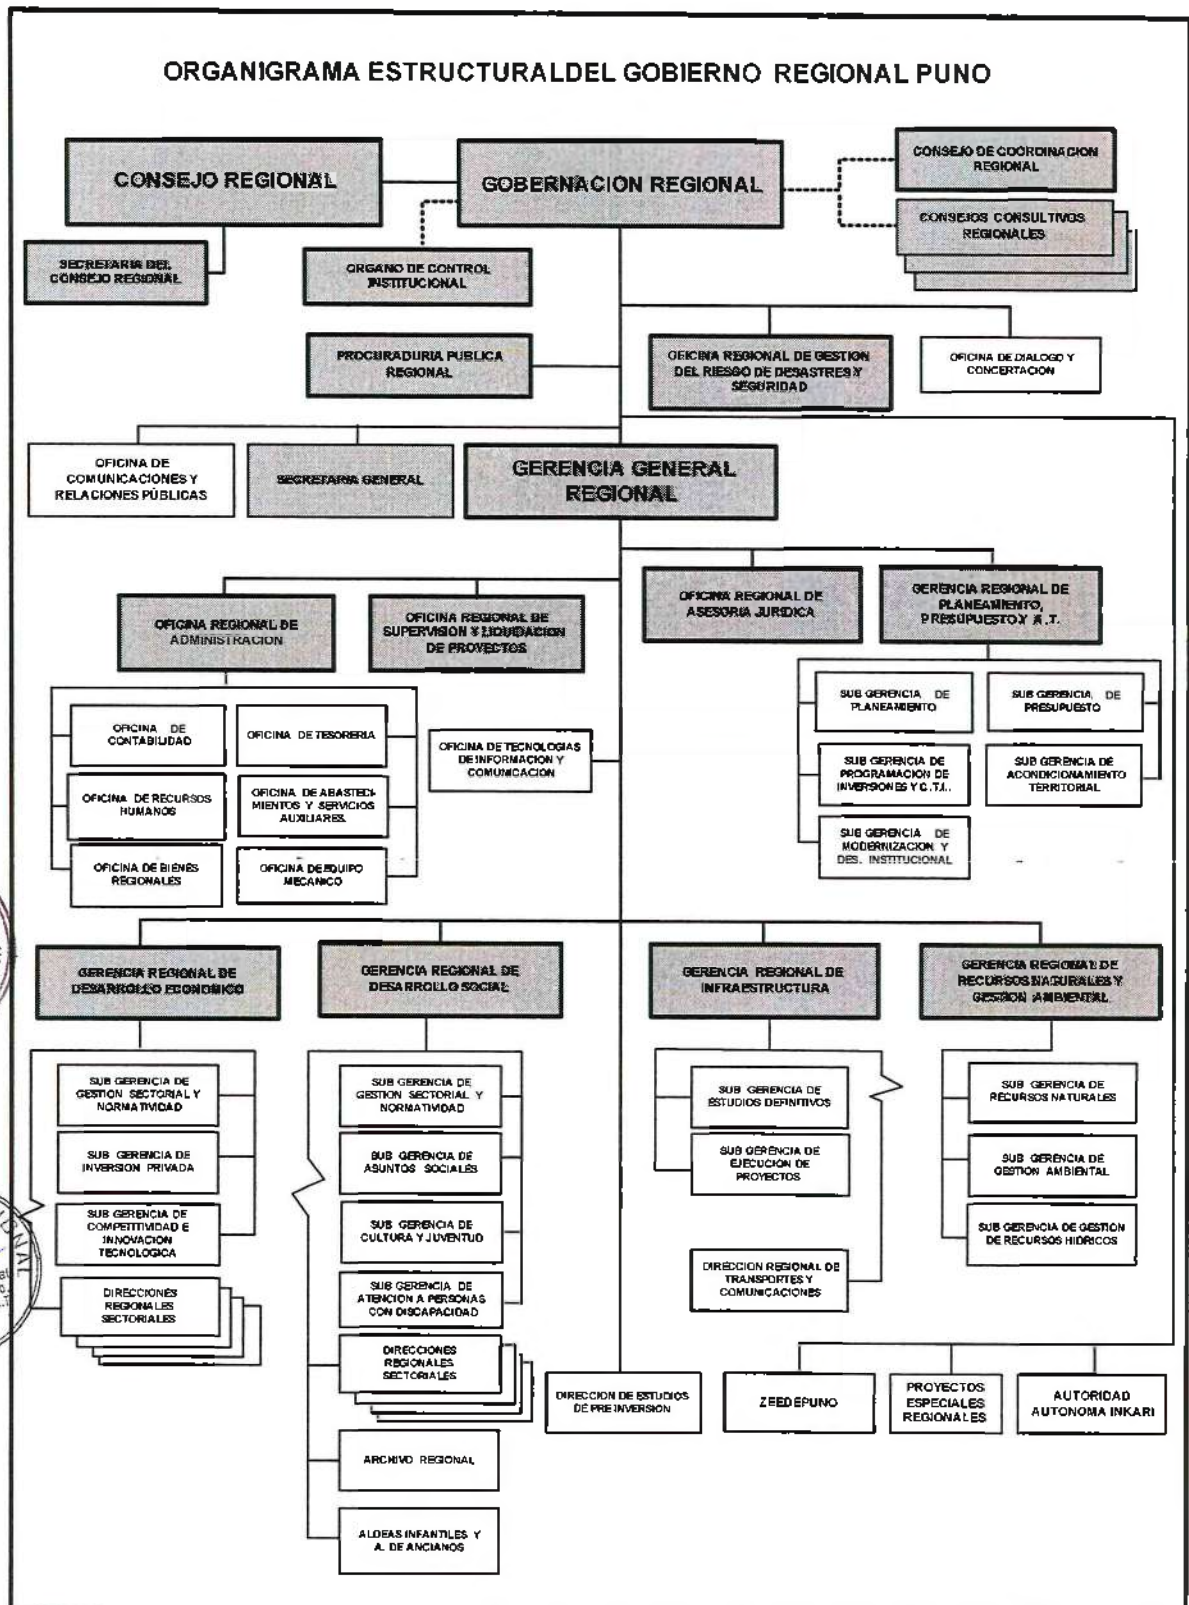 ORGANIGRAMA ESTRUCTURALDEL GOBIERNO REGIONAL PUNO
CONSEJO REGIONAL
GOBERNACION REGIONAL
CONSEJO DE COORDINACION
REGIONAL
CONSEJOS CONSULTIVOS
REGIONALES
SECRETARIA DEL
CONSEJO REGIONAL
ORGANO DE CONTROL
INSTITUCIONAL
PROCURADURIA PUBLICA
REGIONAL
OFICINA REGIONAL DE GESTION
DEL RIESGO DE DESASTRES Y
SEGURIDAD
OFICINA DE DIALOGO Y
CONCERTACION
OFICINA DE
COMUNICACIONES Y
RELACIONES PÚBLICAS
SECRETARIA GENERAL
GERENCIA GENERAL
REGIONAL
OFICINA REGIONAL DE
ADMINISTRACION
OFICINA REGIONAL DE
SUPERVISION Y LIQUIDACION
DE PROYECTOS
OFICINA REGIONAL DE
ASESORIA JURIDICA
GERENCIA REGIONAL DE
PLANEAMIENTO,
PRESUPUESTO Y A.T.
OFICINA DE
CONTABILIDAD
OFICINA DE TESORERIA
OFICINA DE RECURSOS
HUMANOS
OFICINA DE ABASTECI-
MIENTOS Y SERVICIOS
AUXILIARES
OFICINA DE BIENES
REGIONALES
OFICINA DE EQUIPO
MECANICO
OFICINA DE TECNOLOGIAS
DE INFORMACION Y
COMUNICACION
SUB GERENCIA DE
PLANEAMIENTO
SUB GERENCIA DE
PRESUPUESTO
SUB GERENCIA DE
PROGRAMACION DE
INVERSIONES Y C.T.I.
SUB GERENCIA DE
ACONDICIONAMIENTO
TERRITORIAL
SUB GERENCIA DE
MODERNIZACION Y
DES. INSTITUCIONAL
GERENCIA REGIONAL DE
DESARROLLO ECONOMICO
GERENCIA REGIONAL DE
DESARROLLO SOCIAL
GERENCIA REGIONAL DE
INFRAESTRUCTURA
GERENCIA REGIONAL DE
RECURSOS NATURALES Y
GESTION AMBIENTAL
SUB GERENCIA DE
GESTION SECTORIAL Y
NORMATIVIDAD
SUB GERENCIA DE
INVERSION PRIVADA
SUB GERENCIA DE
COMPETITIVIDAD E
INNOVACION
TECNOLOGICA
DIRECCIONES
REGIONALES
SECTORIALES
SUB GERENCIA DE
GESTION SECTORIAL Y
NORMATIVIDAD
SUB GERENCIA DE
ASUNTOS SOCIALES
SUB GERENCIA DE
CULTURA Y JUVENTUD
SUB GERENCIA DE
ATENCION A PERSONAS
CON DISCAPACIDAD
DIRECCIONES
REGIONALES
SECTORIALES
ARCHIVO REGIONAL
ALDEAS INFANTILES Y
A. DE ANCIANOS
SUB GERENCIA DE
ESTUDIOS DEFINITIVOS
SUB GERENCIA DE
EJECUCION DE
PROYECTOS
DIRECCION REGIONAL DE
TRANSPORTES Y
COMUNICACIONES
SUB GERENCIA DE
RECURSOS NATURALES
SUB GERENCIA DE
GESTION AMBIENTAL
SUB GERENCIA DE GESTION
DE RECURSOS HIDRICOS
DIRECCION DE ESTUDIOS
DE PRE INVERSION
ZEEDEPUNO
PROYECTOS
ESPECIALES
REGIONALES
AUTORIDAD
AUTONOMA INKARI